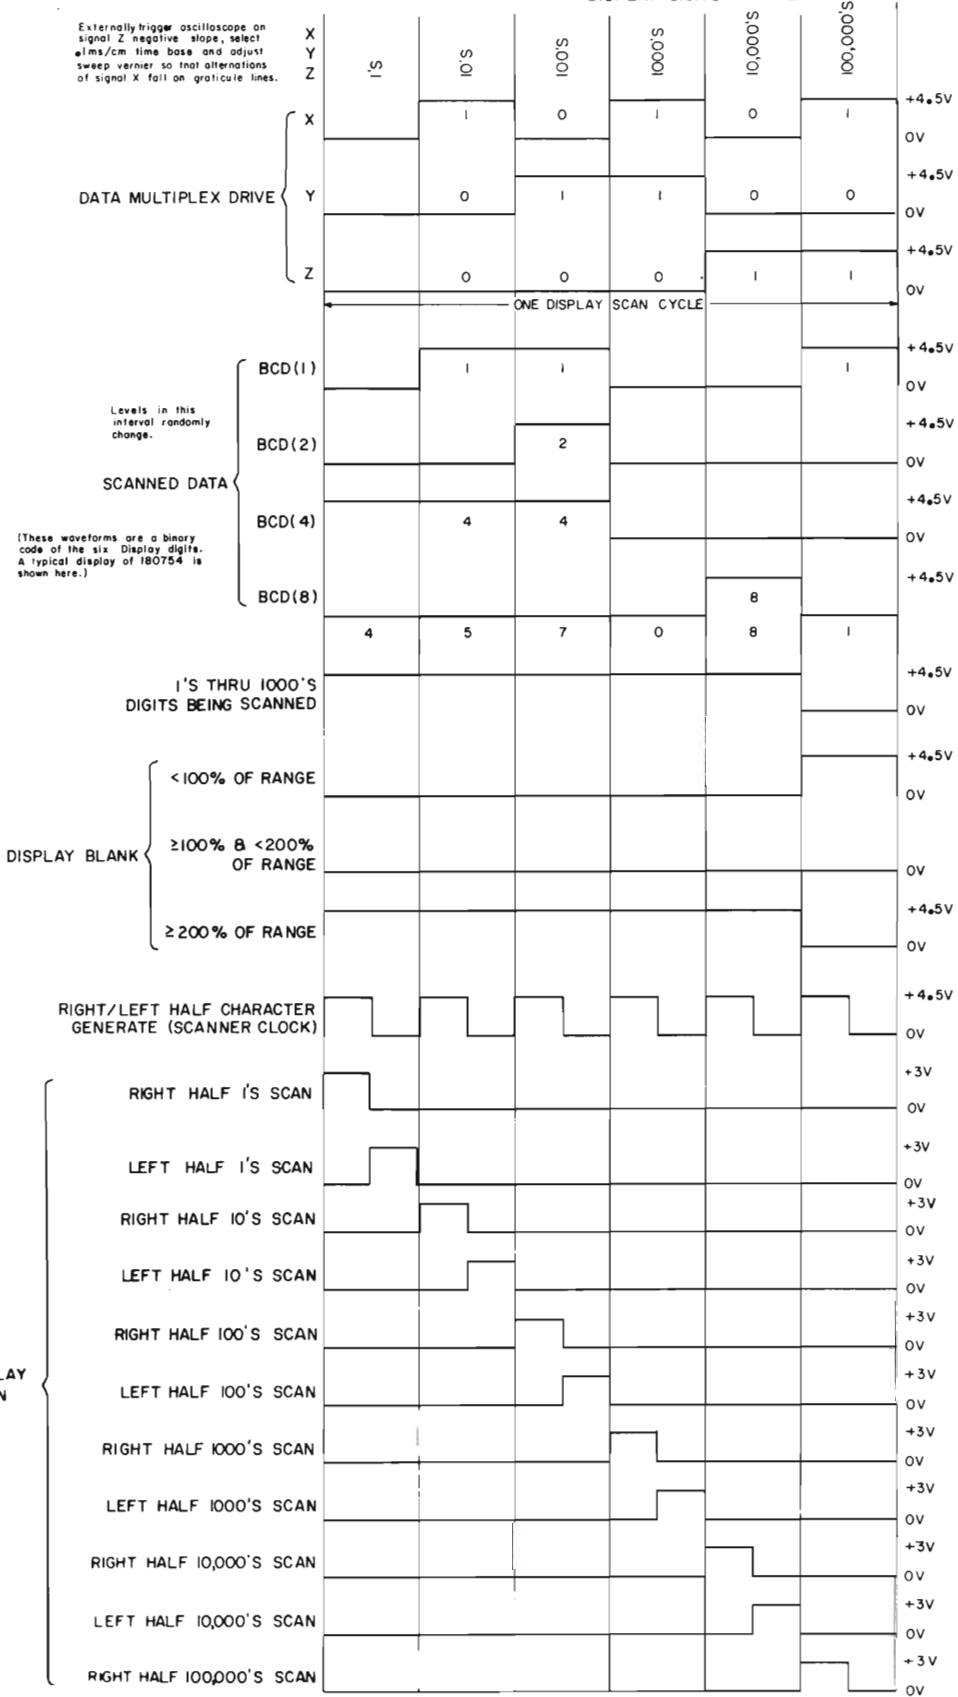 Externally trigger oscilloscope on
signal Z negative slope, select
.1ms/cm time base and adjust
sweep vernier so that alternations
of signal X fall on graticule lines.
X
Y
Z
1'S
10'S
100'S
1000'S
10,000'S
100,000'S
DATA MULTIPLEX DRIVE
X
1 0 1 0 1
+4.5V
0V
Y
0 1 1 0 0
+4.5V
0V
Z
0 0 0 1 1
+4.5V
0V
ONE DISPLAY SCAN CYCLE
SCANNED DATA
Levels in this
interval randomly
change.
(These waveforms are a binary
code of the six Display digits.
A typical display of 180754 is
shown here.)
BCD(1)
1 1 1
+4.5V
0V
BCD(2)
2
+4.5V
0V
BCD(4)
4 4
+4.5V
0V
BCD(8)
8
+4.5V
4 5 7 0 8 1
1'S THRU 1000'S
DIGITS BEING SCANNED
+4.5V
0V
DISPLAY BLANK
<100% OF RANGE
+4.5V
0V
≥100% & <200%
OF RANGE
0V
≥200% OF RANGE
+4.5V
0V
RIGHT/LEFT HALF CHARACTER
GENERATE (SCANNER CLOCK)
+4.5V
0V
RIGHT HALF 1'S SCAN
+3V
0V
LEFT HALF 1'S SCAN
+3V
0V
RIGHT HALF 10'S SCAN
+3V
0V
LEFT HALF 10'S SCAN
+3V
0V
RIGHT HALF 100'S SCAN
+3V
0V
LEFT HALF 100'S SCAN
+3V
0V
RIGHT HALF 1000'S SCAN
+3V
0V
LEFT HALF 1000'S SCAN
+3V
0V
RIGHT HALF 10,000'S SCAN
+3V
0V
LEFT HALF 10,000'S SCAN
+3V
0V
RIGHT HALF 100,000'S SCAN
+3V
0V